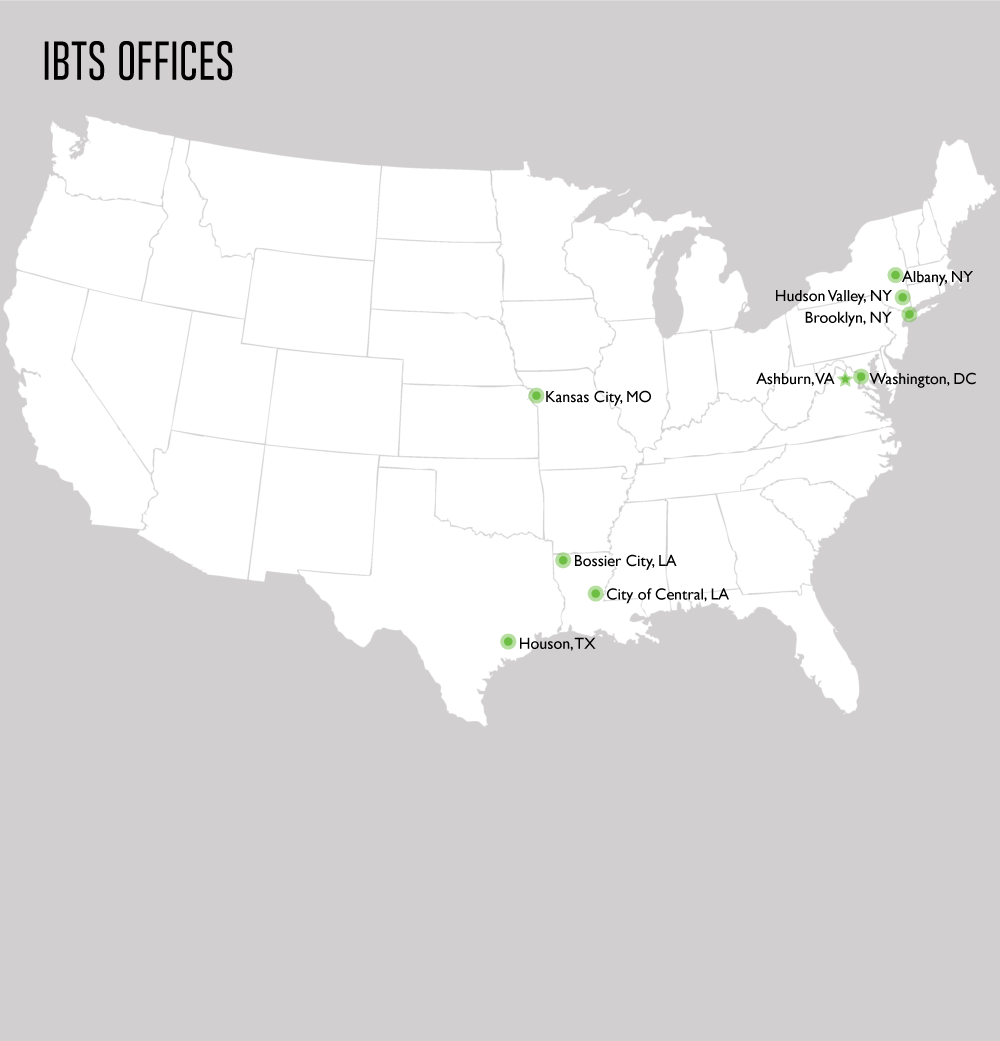 IBTS OFFICES
Albany, NY
Hudson Valley, NY
Brooklyn, NY
Ashburn, VA
Washington, DC
Kansas City, MO
Bossier City, LA
City of Central, LA
Houson, TX